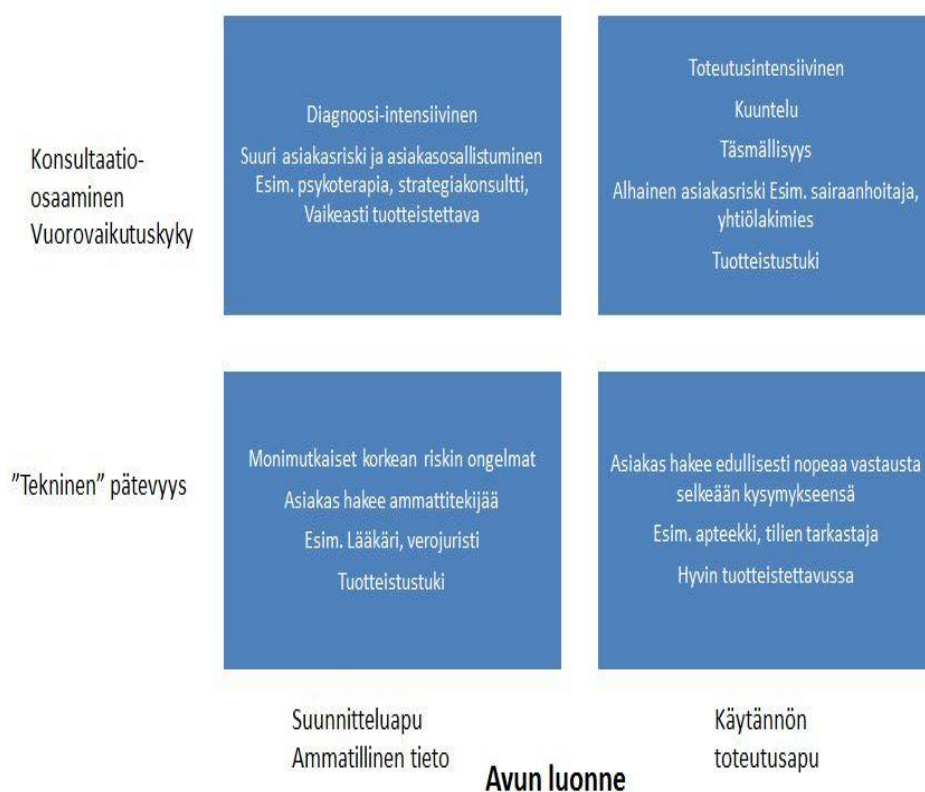 Konsultaatio-
osaaminen
Vuorovaikutuskyky
Diagnoosi-intensiivinen
Suuri asiakasriski ja asiakasosallistuminen
Esim. psykoterapia, strategiakonsultti,
Vaikeasti tuotteistettava
Toteutusintensiivinen
Kuuntelu
Täsmällisyys
Alhainen asiakasriski Esim. sairaanhoitaja,
yhtiölakimies
Tuotteistustuki
"Tekninen" pätevyys
Monimutkaiset korkean riskin ongelmat
Asiakas hakee ammattitekijää
Esim. Lääkäri, verojuristi
Tuotteistustuki
Asiakas hakee edullisesti nopeaa vastausta
selkeään kysymykseensä
Esim. apteekki, tilien tarkastaja
Hyvin tuotteistettavussa
Suunnitteluapu
Ammatillinen tieto
Käytännön
toteutusapu
Avun luonne